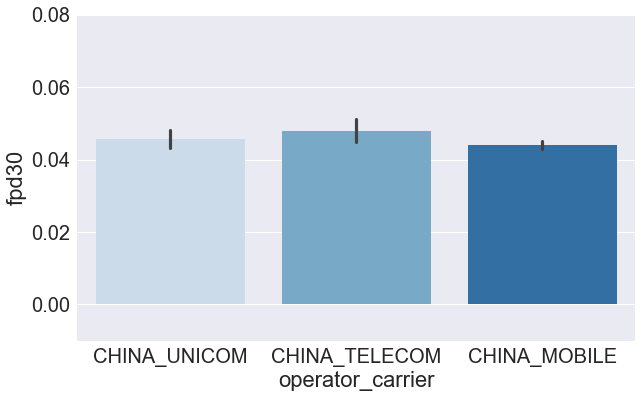 0.08
0.06
0.04
0.02
0.00
fpd30
CHINA_UNICOM CHINA_TELECOM CHINA_MOBILE
operator_carrier